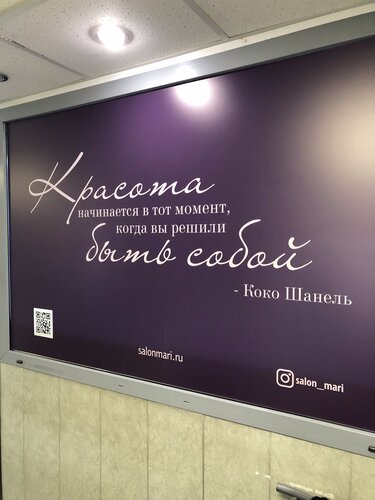 Красота
начинается в тот момент,
когда вы решили
быть собой
- Коко Шанель
salonmari.ru
salon_mari